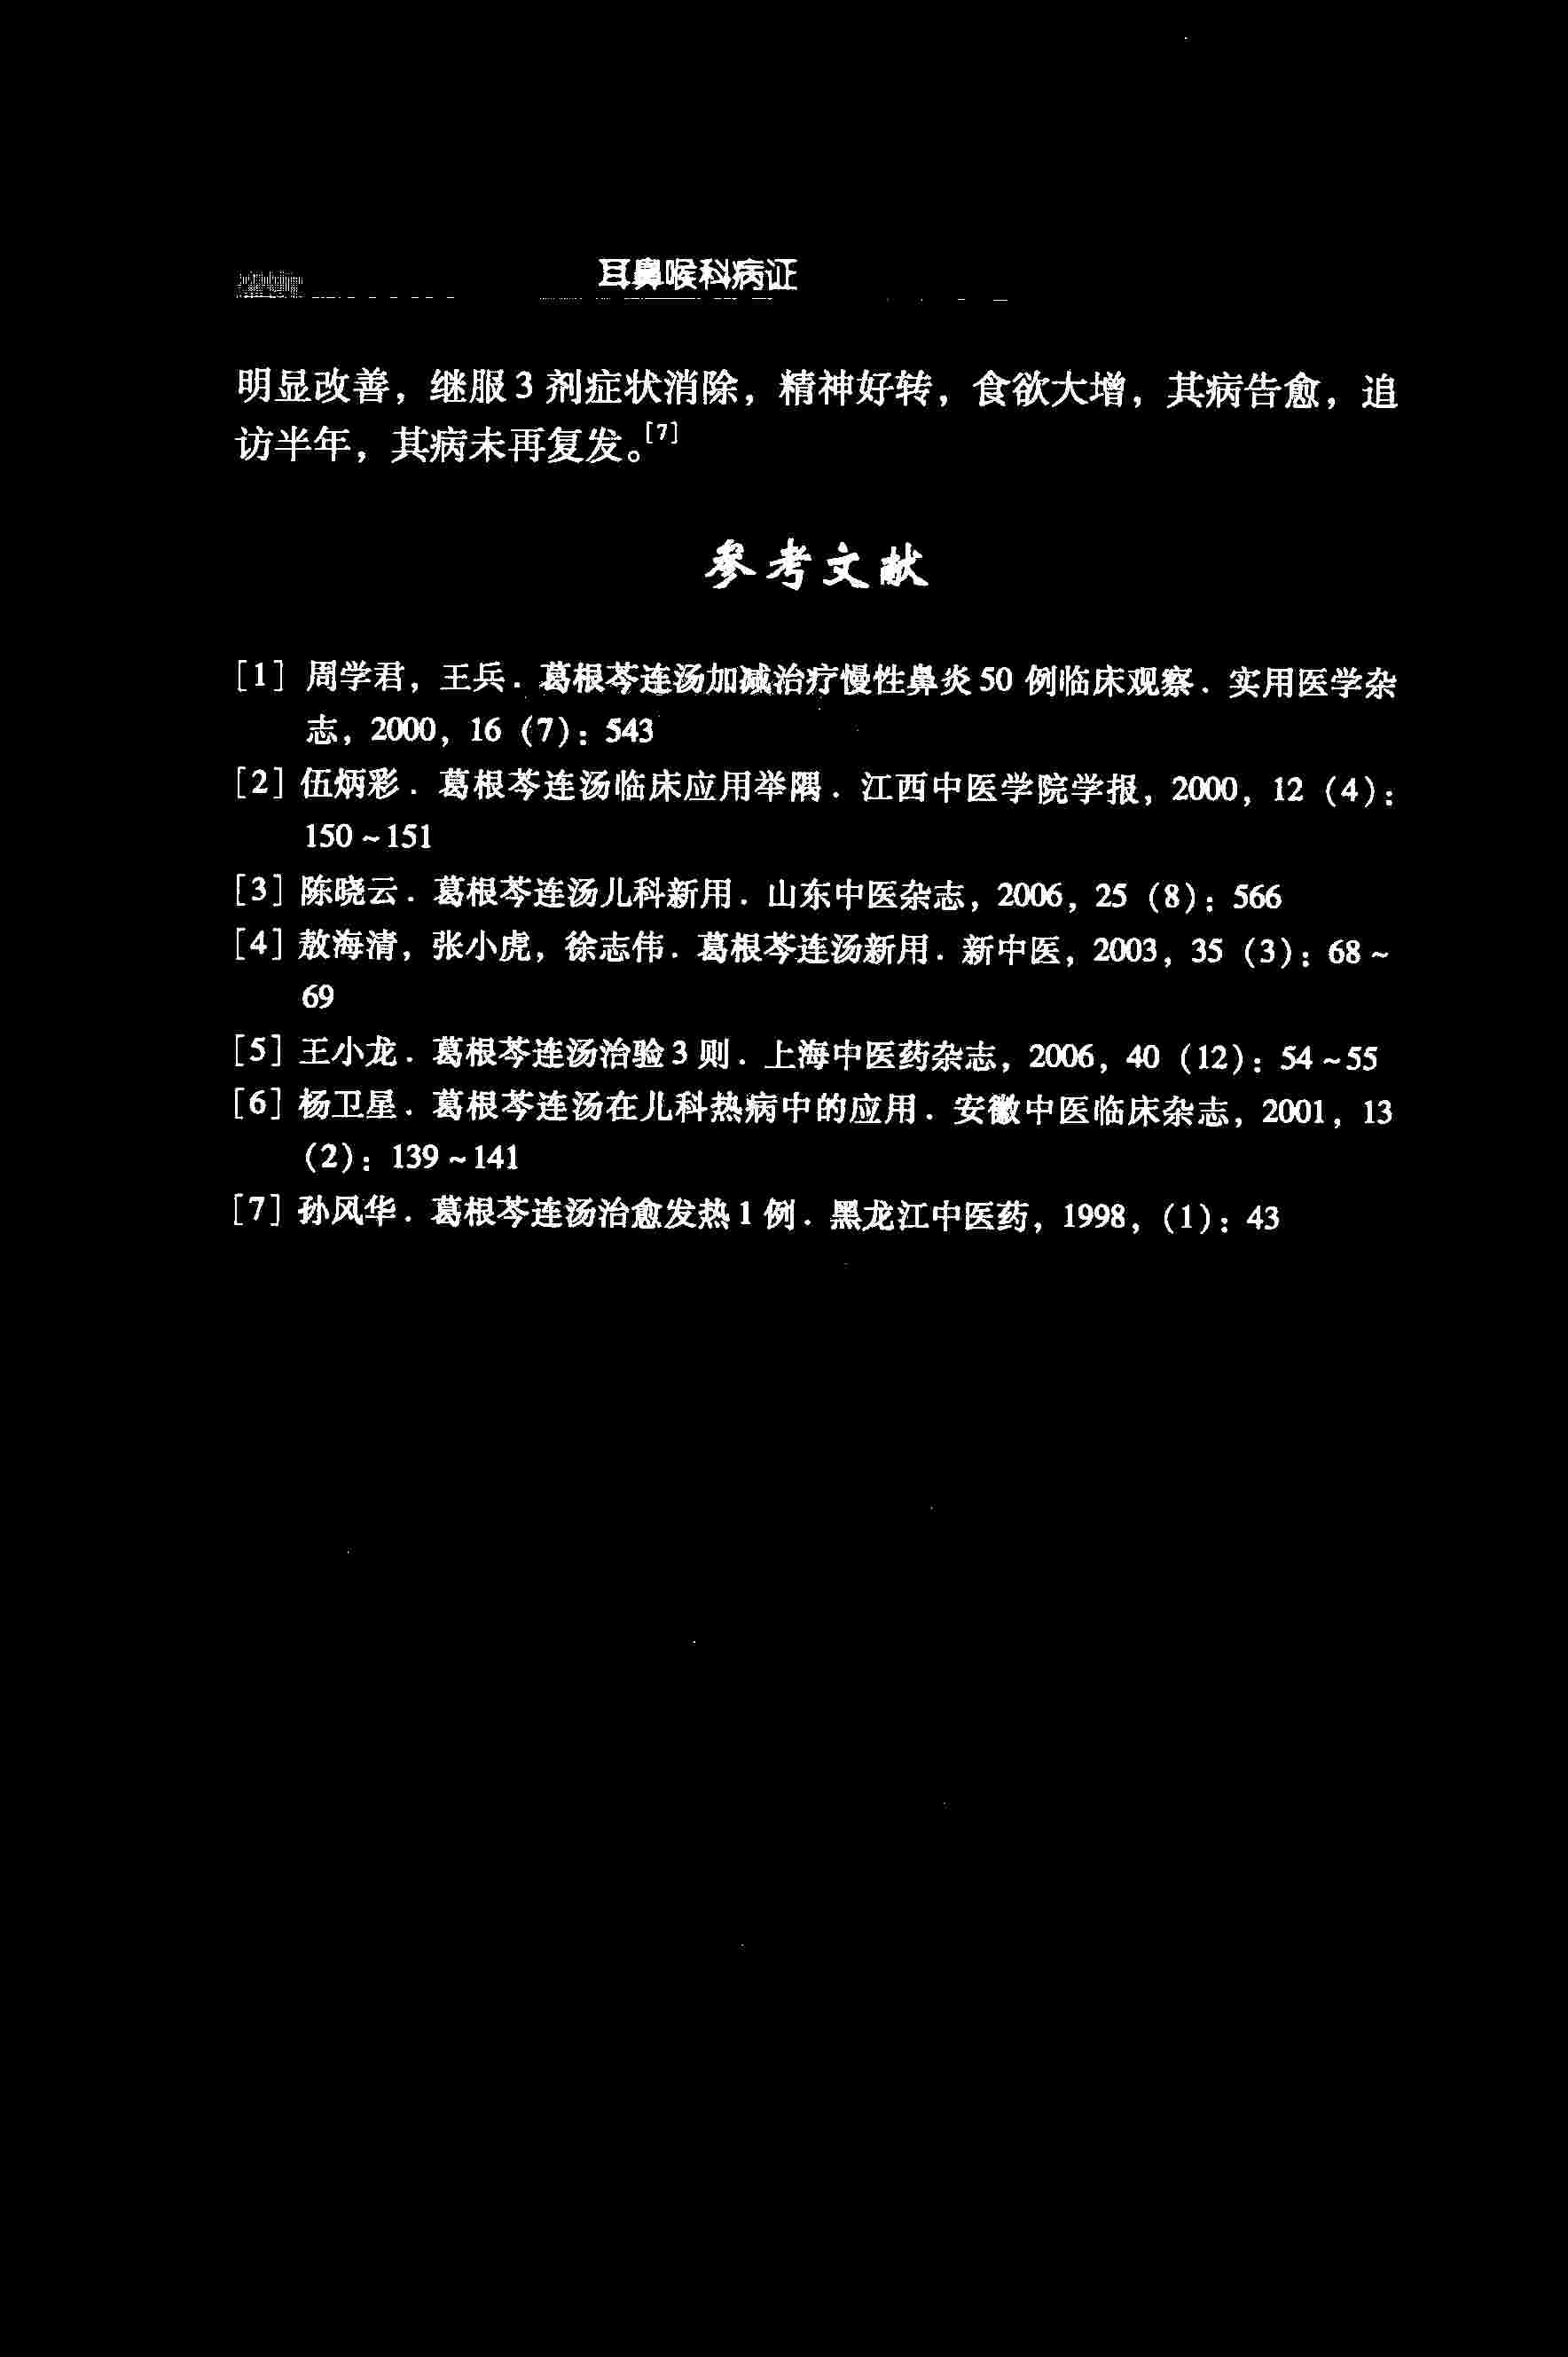 耳鼻喉科病证
明显改善，继服3剂症状消除，精神好转，食欲大增，其病告愈，追
访半年，其病未再复发。[7]
参考文献
[1] 周学君，王兵．葛根芩连汤加减治疗慢性鼻炎50例临床观察．实用医学杂
志，2000，16（7）：543
[2] 伍炳彩．葛根芩连汤临床应用举隅．江西中医学院学报，2000，12（4）：
150～151
[3] 陈晓云．葛根芩连汤儿科新用．山东中医杂志，2006，25（8）：566
[4] 敖海清，张小虎，徐志伟．葛根芩连汤新用．新中医，2003，35（3）：68～
69
[5] 王小龙．葛根芩连汤治验3则．上海中医药杂志，2006，40（12）：54～55
[6] 杨卫星．葛根芩连汤在儿科热病中的应用．安徽中医临床杂志，2001，13
（2）：139～141
[7] 孙风华．葛根芩连汤治愈发热1例．黑龙江中医药，1998，（1）：43